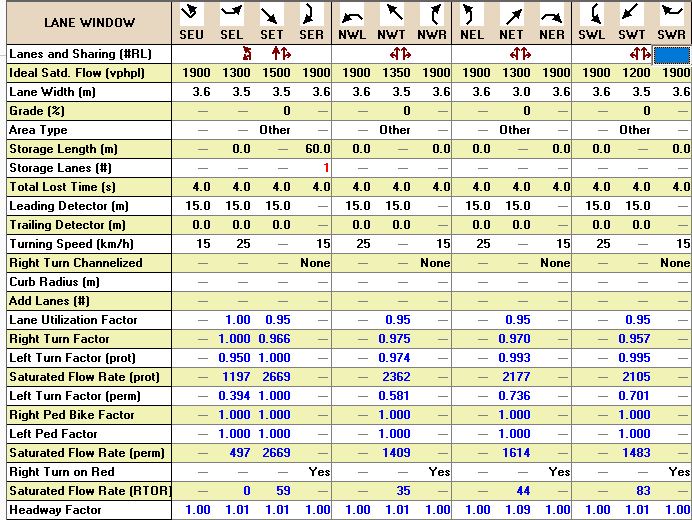 LANE WINDOW SEU SEL SET SER NWL NWT NWR NEL NET NER SWL SWT SWR
Lanes and Sharing (#RL)
Ideal Satd. Flow (vphpl) 1900 1300 1500 1900 1900 1350 1900 1900 1300 1900 1900 1200 1900
Lane Width (m) 3.6 3.5 3.5 3.6 3.6 3.5 3.6 3.6 3.0 3.6 3.6 3.5 3.6
Grade (%) — — 0 — — 0 — — 0 — — 0 —
Area Type — — Other — — Other — — Other — — Other —
Storage Length (m) — 0.0 — 60.0 0.0 — 0.0 0.0 — 0.0 0.0 — 0.0
Storage Lanes (#) — — — 1 — — — — — — — — —
Total Lost Time (s) 4.0 4.0 4.0 4.0 4.0 4.0 4.0 4.0 4.0 4.0 4.0 4.0 4.0
Leading Detector (m) 15.0 15.0 15.0 — 15.0 15.0 — 15.0 15.0 — 15.0 15.0 —
Trailing Detector (m) 0.0 0.0 0.0 — 0.0 0.0 — 0.0 0.0 — 0.0 0.0 —
Turning Speed (km/h) 15 25 — 15 25 — 15 25 — 15 25 — 15
Right Turn Channelized — — — None — — None — — None — — None
Curb Radius (m) — — — — — — — — — — — — —
Add Lanes (#) — — — — — — — — — — — — —
Lane Utilization Factor — 1.00 0.95 — — 0.95 — — 0.95 — — 0.95 —
Right Turn Factor — 1.000 0.966 — — 0.975 — — 0.970 — — 0.957 —
Left Turn Factor (prot) — 0.950 1.000 — — 0.974 — — 0.993 — — 0.995 —
Saturated Flow Rate (prot) — 1197 2669 — — 2362 — — 2177 — — 2105 —
Left Turn Factor (perm) — 0.394 1.000 — — 0.581 — — 0.736 — — 0.701 —
Right Ped Bike Factor — 1.000 1.000 — — 1.000 — — 1.000 — — 1.000 —
Left Ped Factor — 1.000 1.000 — — 1.000 — — 1.000 — — 1.000 —
Saturated Flow Rate (perm) — 497 2669 — — 1409 — — 1614 — — 1483 —
Right Turn on Red — — — Yes — — Yes — — Yes — — Yes
Saturated Flow Rate (RTOR) — 0 59 — — 35 — — 44 — — 83 —
Headway Factor 1.00 1.01 1.01 1.00 1.00 1.01 1.00 1.00 1.09 1.00 1.00 1.01 1.00